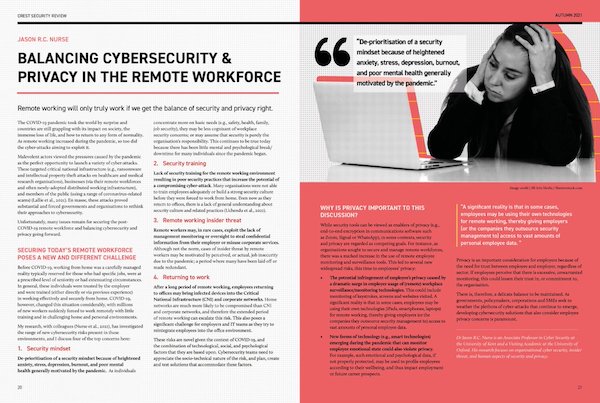 CREST SECURITY REVIEW
AUTUMN 2021
JASON R.C. NURSE
BALANCING CYBERSECURITY &
PRIVACY IN THE REMOTE WORKFORCE
Remote working will only truly work if we get the balance of security and privacy right.
The COVID-19 pandemic took the world by surprise and
countries are still grappling with its impact on society, the
immense loss of life, and how to return to any form of normality.
As remote working increased during the pandemic, so too did
the cyber-attacks aiming to exploit it.
Malevolent actors viewed the pressures caused by the pandemic
as the perfect opportunity to launch a variety of cyber-attacks.
These targeted critical national infrastructure (e.g., ransomware
and intellectual property theft attacks on healthcare and medical
research organisations), businesses (via their remote workforces
and often newly-adopted distributed working infrastructure),
and members of the public (using a range of coronavirus-related
scams) (Lallie et al., 2021). En masse, these attacks proved
substantial and forced governments and organisations to rethink
their approaches to cybersecurity.
Unfortunately, many issues remain for securing the post-
COVID-19 remote workforce and balancing cybersecurity and
privacy going forward.
SECURING TODAY'S REMOTE WORKFORCE
POSES A NEW AND DIFFERENT CHALLENGE
Before COVID-19, working from home was a carefully managed
reality typically reserved for those who had specific jobs, were at
a prescribed level of seniority or had extenuating circumstances.
In general, these individuals were trusted by the employer
and were trained (either directly or via previous experience)
in working effectively and securely from home. COVID-19,
however, changed this situation considerably, with millions
of new workers suddenly forced to work remotely with little
training and in challenging home and personal environments.
My research, with colleagues (Nurse et al., 2021), has investigated
the range of new cybersecurity risks present in these
environments, and I discuss four of the top concerns here:
1. Security mindset
De-prioritisation of a security mindset because of heightened
anxiety, stress, depression, burnout, and poor mental
health generally motivated by the pandemic. As individuals
concentrate more on basic needs (e.g., safety, health, family,
job security), they may be less cognisant of workplace
security concerns; or may assume that security is purely the
organisation's responsibility. This continues to be true today
because there has been little mental and psychological break/
downtime for many individuals since the pandemic began.
2. Security training
Lack of security training for the remote working environment
resulting in poor security practices that increase the potential of
a compromising cyber-attack. Many organisations were not able
to train employees adequately or build a strong security culture
before they were forced to work from home. Even now as they
return to offices, there is a lack of general understanding about
security culture and related practices (Uchendu et al., 2021).
3. Remote working insider threat
Remote workers may, in rare cases, exploit the lack of
management monitoring or oversight to steal confidential
information from their employer or misuse corporate services.
Although not the norm, cases of insider threat by remote
workers may be motivated by perceived, or actual, job insecurity
due to the pandemic; a period where many have been laid off or
made redundant.
4. Returning to work
After a long period of remote working, employees returning
to offices may bring infected devices into the Critical
National Infrastructure (CNI) and corporate networks. Home
networks are much more likely to be compromised than CNI
and corporate networks, and therefore the extended period
of remote working can escalate this risk. This also poses a
significant challenge for employers and IT teams as they try to
reintegrate employees into the office environment.
These risks are novel given the context of COVID-19, and
the combination of technological, social, and psychological
factors that they are based upon. Cybersecurity teams need to
appreciate the socio-technical nature of the risk, and plan, create
and test solutions that accommodate these factors.
20
"De-prioritisation of a security
mindset because of heightened
anxiety, stress, depression, burnout,
and poor mental health generally
motivated by the pandemic."
WHY IS PRIVACY IMPORTANT TO THIS
DISCUSSION?
While security tools can be viewed as enablers of privacy (e.g.,
end-to-end encryption in communications software such
as Zoom, Signal or WhatsApp), in some contexts, security
and privacy are regarded as competing goals. For instance, as
organisations sought to secure and manage remote workforces,
there was a marked increase in the use of remote employee
monitoring and surveillance tools. This led to several new
widespread risks, this time to employees' privacy:
• The potential infringement of employee's privacy caused by
a dramatic surge in employer usage of (remote) workplace
surveillance/monitoring technologies. This could include
monitoring of keystrokes, screens and websites visited. A
significant reality is that in some cases, employees may be
using their own technologies (iPads, smartphones, laptops)
for remote working, thereby giving employers (or the
companies they outsource security management to) access to
vast amounts of personal employee data.
• New forms of technology (e.g., smart technologies)
emerging during the pandemic that can monitor
employee emotional state could also violate privacy.
For example, such emotional and psychological data, if
not properly protected, may be used to profile employees
according to their wellbeing, and thus impact employment
or future career prospects.
"A significant reality is that in some cases,
employees may be using their own technologies
for remote working, thereby giving employers
(or the companies they outsource security
management to) access to vast amounts of
personal employee data."
Privacy is an important consideration for employers because of
the need for trust between employer and employee, regardless of
sector. If employees perceive that there is excessive, unwarranted
monitoring, this could lessen their trust in, or commitment to,
the organisation.
There is, therefore, a delicate balance to be maintained. As
governments, policymakers, corporations and SMEs seek to
weather the plethora of cyber-attacks that continue to emerge,
developing cybersecurity solutions that also consider employee
privacy concerns is paramount.
Dr Jason R.C. Nurse is an Associate Professor in Cyber Security at
the University of Kent and a Visiting Academic at the University of
Oxford. His research focuses on organisational cyber security, insider
threat, and human aspects of security and privacy.
21